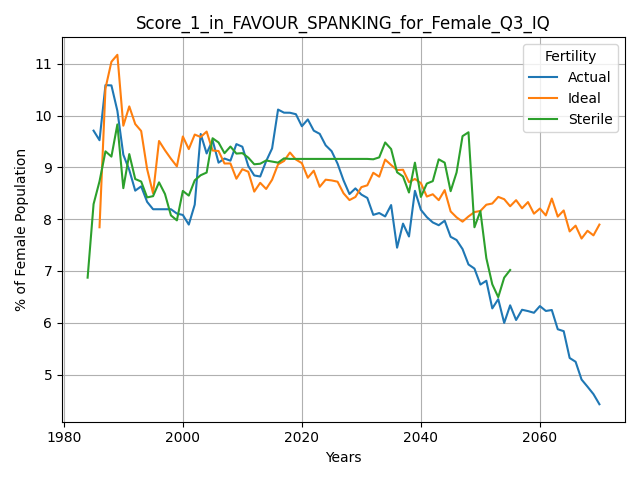 Score_1_in_FAVOUR_SPANKING_for_Female_Q3_IQ
Fertility
Actual
Ideal
Sterile
% of Female Population
11
10
9
8
7
6
5
1980
2000
2020
2040
2060
Years